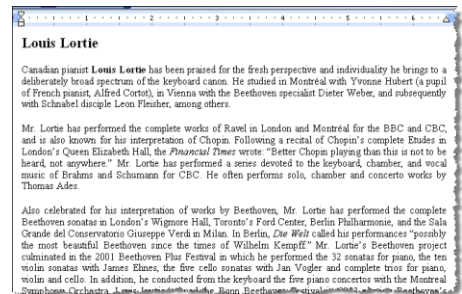 1 2 3 4 5 6
Louis Lortie
Canadian pianist Louis Lortie has been praised for the fresh perspective and individuality he brings to a
deliberately broad spectrum of the keyboard canon. He studied in Montréal with Yvonne Hubert (a pupil
of French pianist, Alfred Cortot), in Vienna with the Beethoven specialist Dieter Weber, and subsequently
with Schnabel disciple Leon Fleisher, among others.
Mr. Lortie has performed the complete works of Ravel in London and Montréal for the BBC and CBC,
and is also known for his interpretation of Chopin. Following a recital of Chopin's complete Etudes in
London's Queen Elizabeth Hall, the Financial Times wrote: "Better Chopin playing than this is not to be
heard, not anywhere." Mr. Lortie has performed a series devoted to the keyboard, chamber, and vocal
music of Brahms and Schumann for CBC. He often performs solo, chamber and concerto works by
Thomas Ades.
Also celebrated for his interpretation of works by Beethoven, Mr. Lortie has performed the complete
Beethoven sonatas in London's Wigmore Hall, Toronto's Ford Center, Berlin Philharmonie, and the Sala
Grande del Conservatorio Giuseppe Verdi in Milan. In Berlin, Die Welt called his performances "possibly
the most beautiful Beethoven since the times of Wilhelm Kempff." Mr. Lortie's Beethoven project
culminated in the 2001 Beethoven Plus Festival in which he performed the 32 sonatas for piano, the ten
violin sonatas with James Ehnes, the five cello sonatas with Jan Vogler and complete trios for piano,
violin and cello. In addition, he conducted from the keyboard the five piano concertos with the Montreal
Symphony Orchestra.